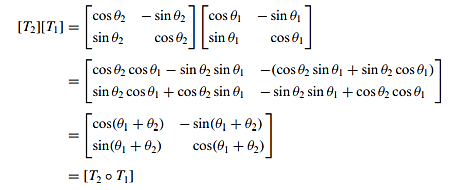 [T₂][T₁] = [cos θ₂ − sin θ₂] [cos θ₁ − sin θ₁]
[sin θ₂ cos θ₂] [sin θ₁ cos θ₁]
= [cos θ₂ cos θ₁ − sin θ₂ sin θ₁ −(cos θ₂ sin θ₁ + sin θ₂ cos θ₁)]
[sin θ₂ cos θ₁ + cos θ₂ sin θ₁ − sin θ₂ sin θ₁ + cos θ₂ cos θ₁]
= [cos(θ₁ + θ₂) − sin(θ₁ + θ₂)]
[sin(θ₁ + θ₂) cos(θ₁ + θ₂)]
= [T₂ ∘ T₁]